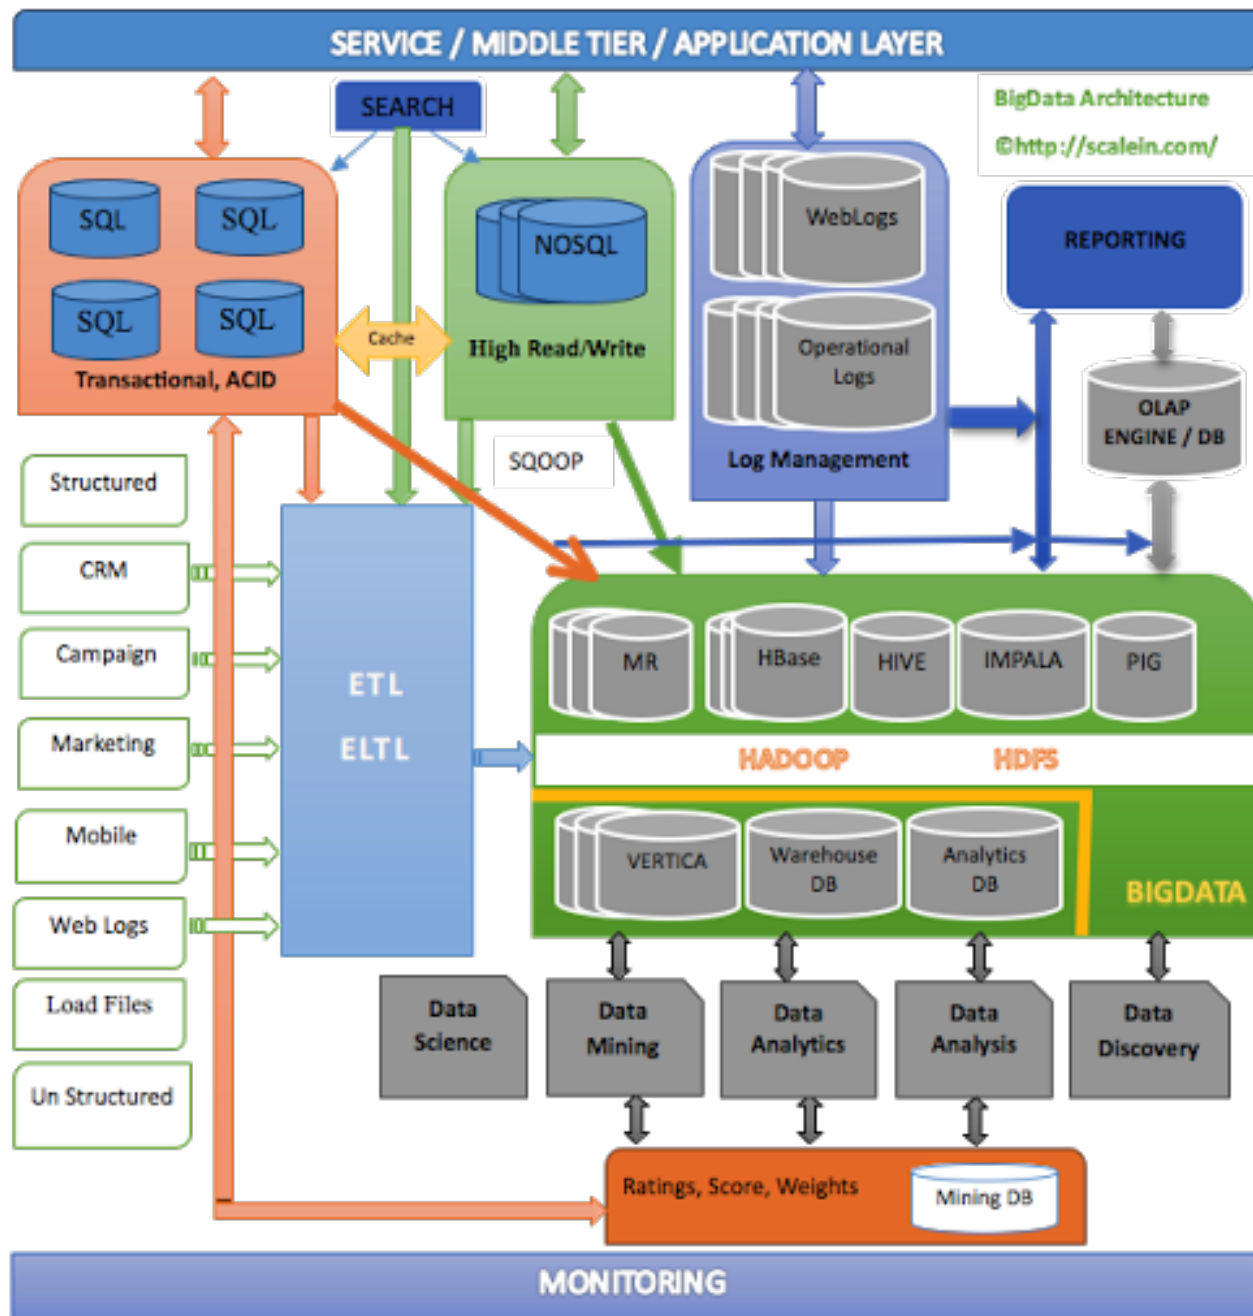 SERVICE / MIDDLE TIER / APPLICATION LAYER
SEARCH
BigData Architecture
©http://scalein.com/
SQL
SQL
SQL
SQL
Transactional, ACID
Cache
NOSQL
High Read/Write
WebLogs
Operational
Logs
Log Management
REPORTING
OLAP
ENGINE / DB
SQOOP
Structured
CRM
Campaign
Marketing
Mobile
Web Logs
Load Files
Un Structured
ETL
ELTL
MR
HBase
HIVE
IMPALA
PIG
HADOOP
HDFS
VERTICA
Warehouse
DB
Analytics
DB
BIGDATA
Data
Science
Data
Mining
Data
Analytics
Data
Analysis
Data
Discovery
Ratings, Score, Weights
Mining DB
MONITORING